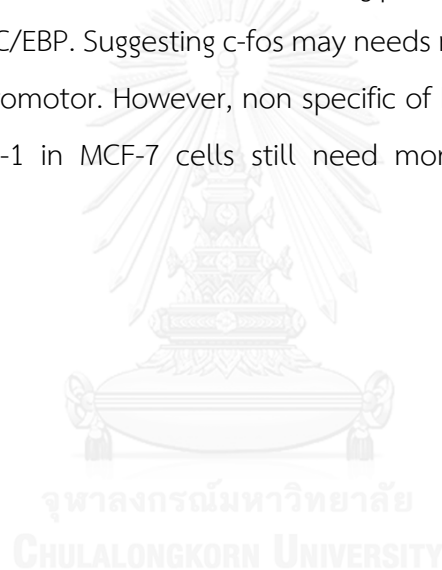 C/EBP. Suggesting c-fos may needs
omotor. However, non specific of
-1 in MCF-7 cells still need mor
จุฬาลงกรณ์มหาวิทยาลัย
CHULALONGKORN UNIVERSITY